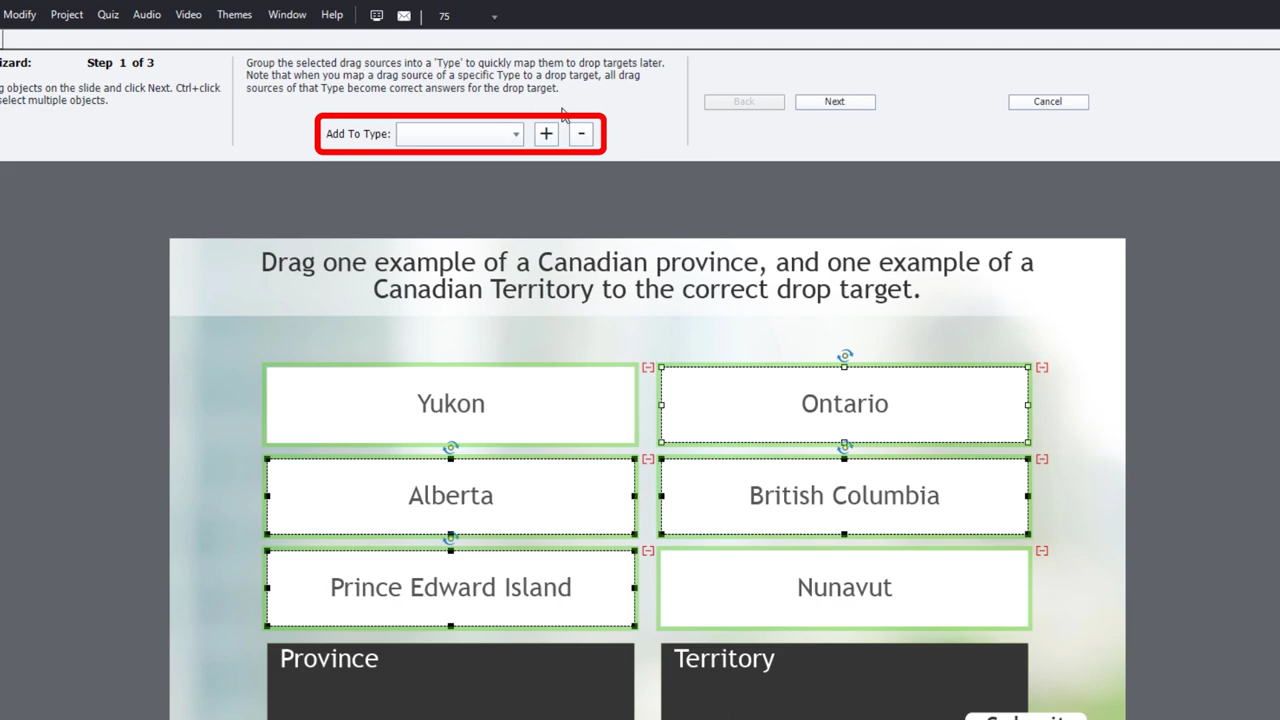 Modify Project Quiz Audio Video Themes Window Help 75
izard: Step 1 of 3
g objects on the slide and click Next. Ctrl+click
select multiple objects.
Group the selected drag sources into a 'Type' to quickly map them to drop targets later.
Note that when you map a drag source of a specific Type to a drop target, all drag
sources of that Type become correct answers for the drop target.
Add To Type: + -
Back Next Cancel
Drag one example of a Canadian province, and one example of a
Canadian Territory to the correct drop target.
Yukon Ontario
Alberta British Columbia
Prince Edward Island Nunavut
Province Territory